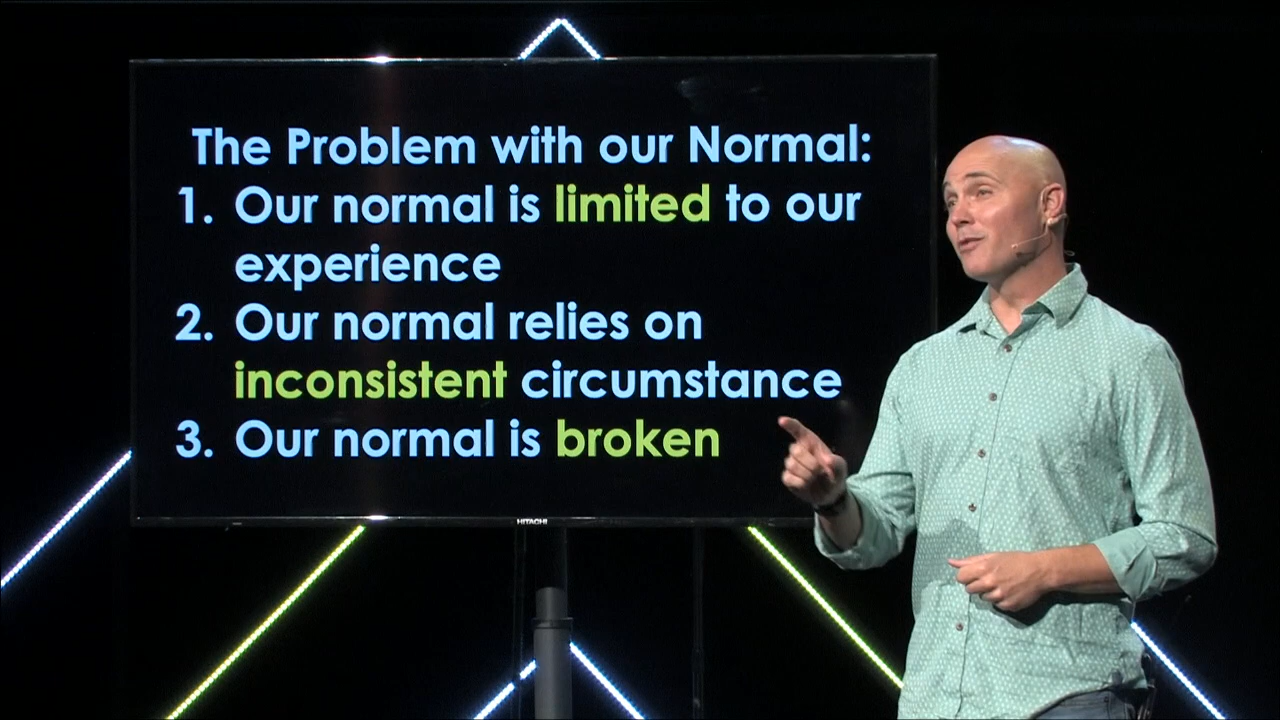 The Problem with our Normal:
1. Our normal is limited to our
experience
2. Our normal relies on
inconsistent circumstance
3. Our normal is broken
HITACHI